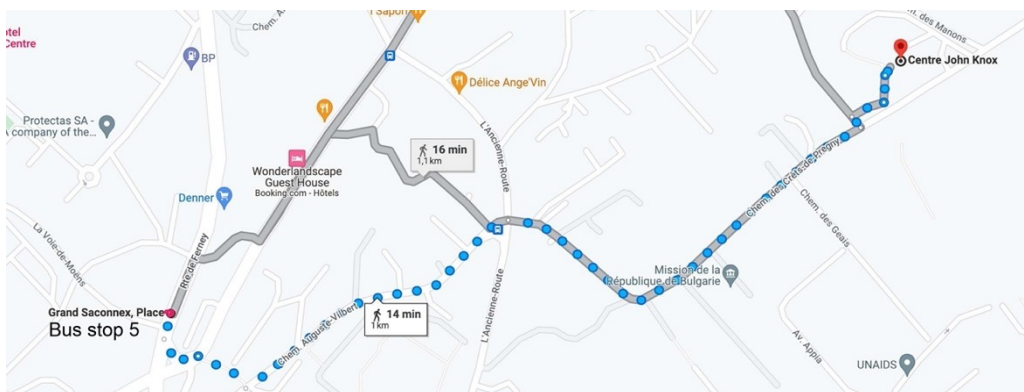 Saporì
Chem. A
Chem. des Manons
otel
Centre
BP
Centre John Knox
Délice Ange'Vin
Protectas SA -
A company of the...
L'Ancienne-Route
16 min
1,1 km
Wonderlandscape
Guest House
Booking.com - Hôtels
Denner
Chem. des Crêts-de-Pregny
Chem. des Geais
La Voie-de-Moëns
Rte de Ferney
Mission de la
République de Bulgarie
L'Ancienne-Route
Grand Saconnex, Place
Bus stop 5
14 min
1 km
Chem. Auguste-Vilbert
Av. Appia
UNAIDS